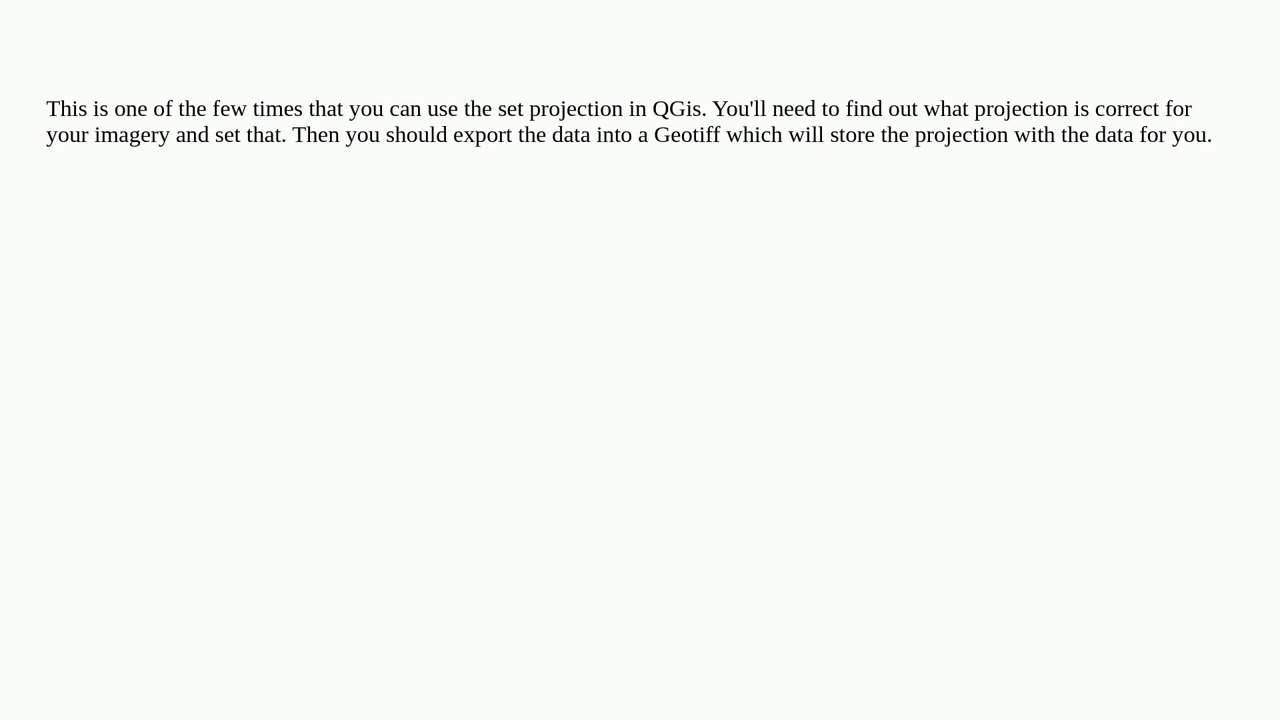 This is one of the few times that you can use the set projection in QGis. You'll need to find out what projection is correct for
your imagery and set that. Then you should export the data into a Geotiff which will store the projection with the data for you.